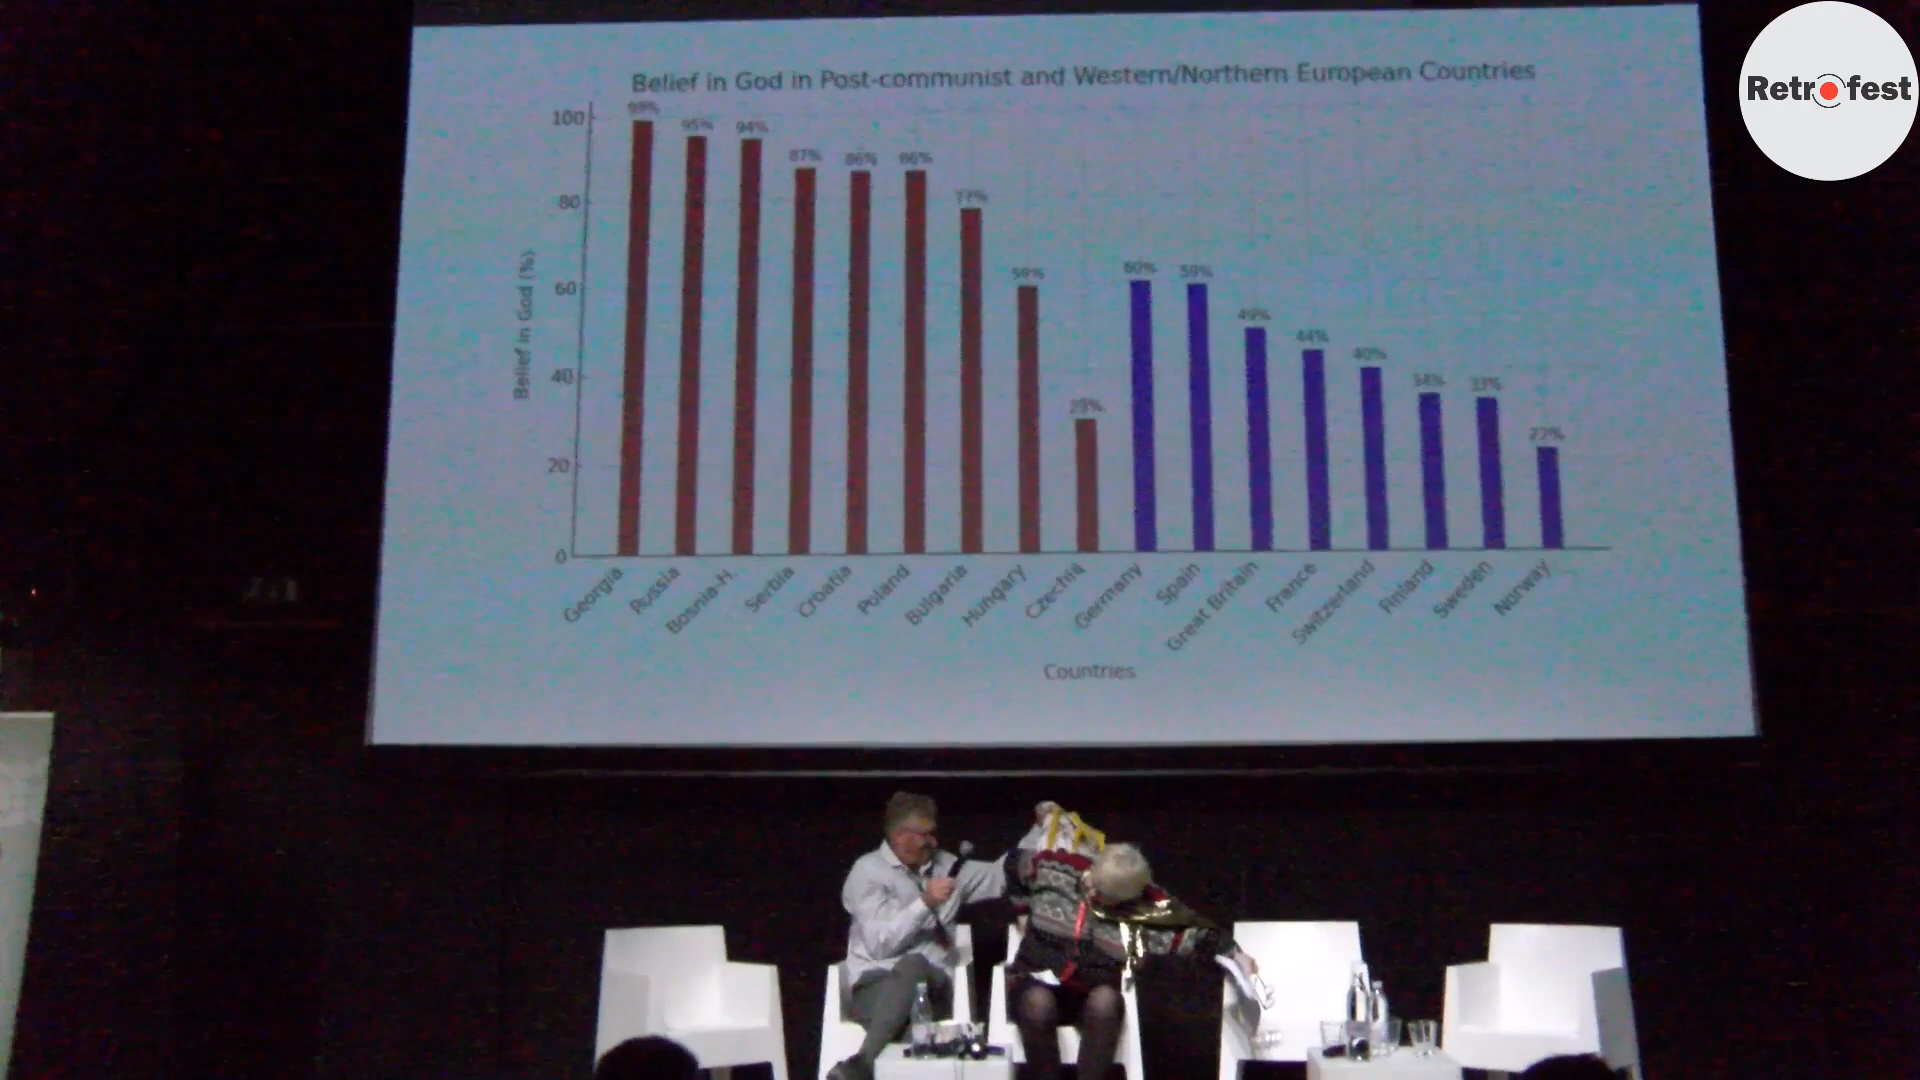 Retrofest
Belief in God in Post-communist and Western/Northern European Countries
Belief in God (%)
100
80
60
40
20
0
99%
95%
94%
87%
86%
86%
77%
59%
29%
60%
59%
49%
44%
40%
34%
33%
22%
Georgia
Russia
Bosnia-H.
Serbia
Croatia
Poland
Bulgaria
Hungary
Czechia
Germany
Spain
Great Britain
France
Switzerland
Finland
Sweden
Norway
Countries